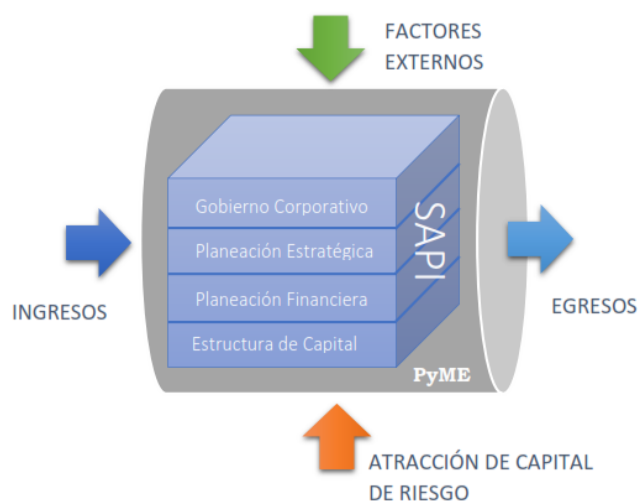 FACTORES
EXTERNOS
Gobierno Corporativo
Planeación Estratégica
Planeación Financiera
Estructura de Capital
SAPI
PyME
INGRESOS
EGRESOS
ATRACCIÓN DE CAPITAL
DE RIESGO